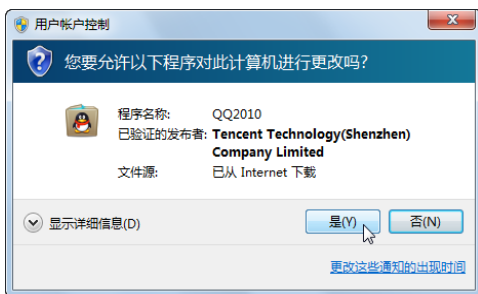 用户帐户控制
您要允许以下程序对此计算机进行更改吗?
程序名称: QQ2010
已验证的发布者: Tencent Technology(Shenzhen)
Company Limited
文件源: 已从 Internet 下载
显示详细信息(D)
是(Y)
否(N)
更改这些通知的出现时间